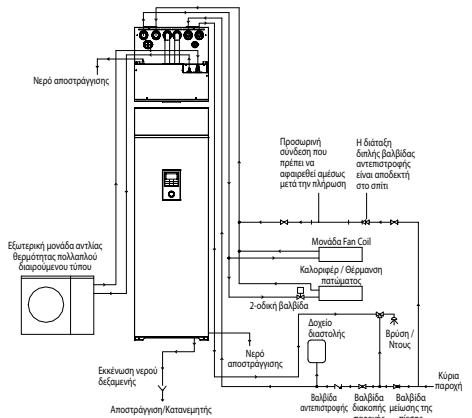 Νερό αποστράγγισης
Προσωρινή
σύνδεση που
πρέπει να
αφαιρεθεί αμέσως
μετά την πλήρωση
Η διάταξη
διπλής βαλβίδας
αντεπιστροφής
είναι αποδεκτή
στο σπίτι
Εξωτερική μονάδα αντλίας
θερμότητας πολλαπλού
διαιρούμενου τύπου
Μονάδα Fan Coil
Καλοριφέρ / Θέρμανση
πατώματος
2-οδική βαλβίδα
Δοχείο
διαστολής
Βρύση /
Ντους
Νερό
αποστράγγισης
Εκκένωση νερού
δεξαμενής
Αποστράγγιση/Κατανεμητής
Κύρια
παροχή
Βαλβίδα
αντεπιστροφής
Βαλβίδα
διακοπής
παροχής
Βαλβίδα
μείωσης της
πίεσης